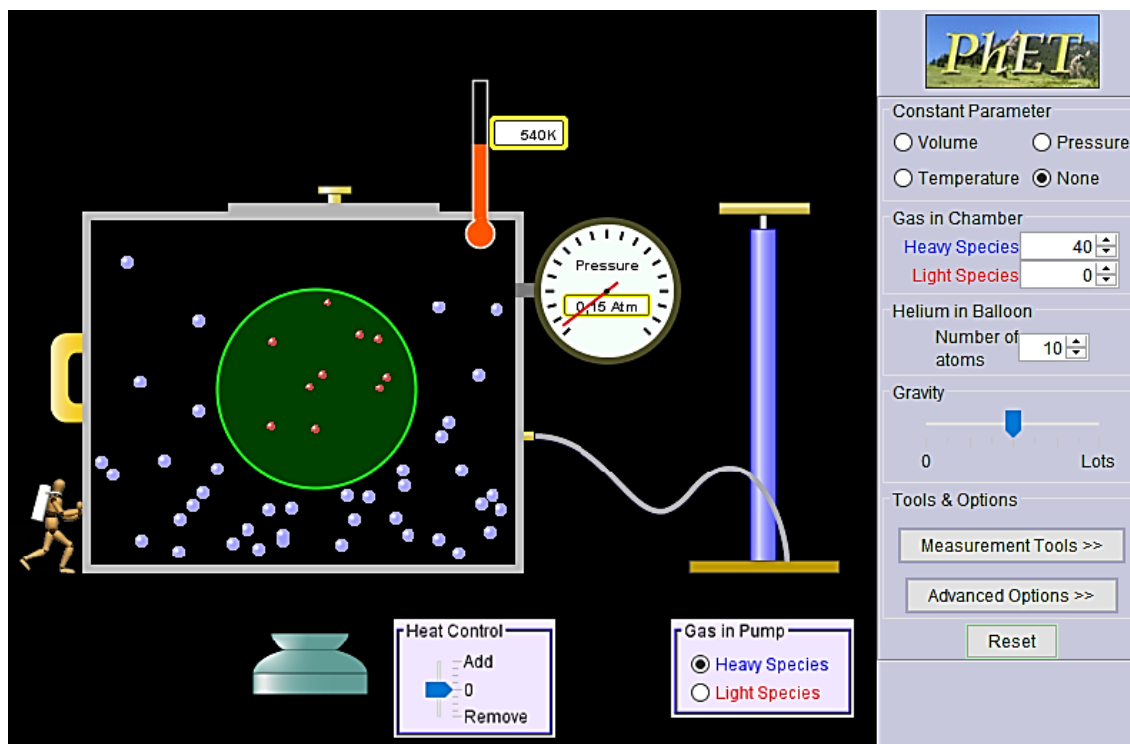 PhET
540K
Pressure
0,15 Atm
Constant Parameter
Volume
Pressure
Temperature
None
Gas in Chamber
Heavy Species 40
Light Species 0
Helium in Balloon
Number of
atoms
10
Gravity
0
Lots
Tools & Options
Measurement Tools >>
Advanced Options >>
Reset
Heat Control
Add
0
Remove
Gas in Pump
Heavy Species
Light Species